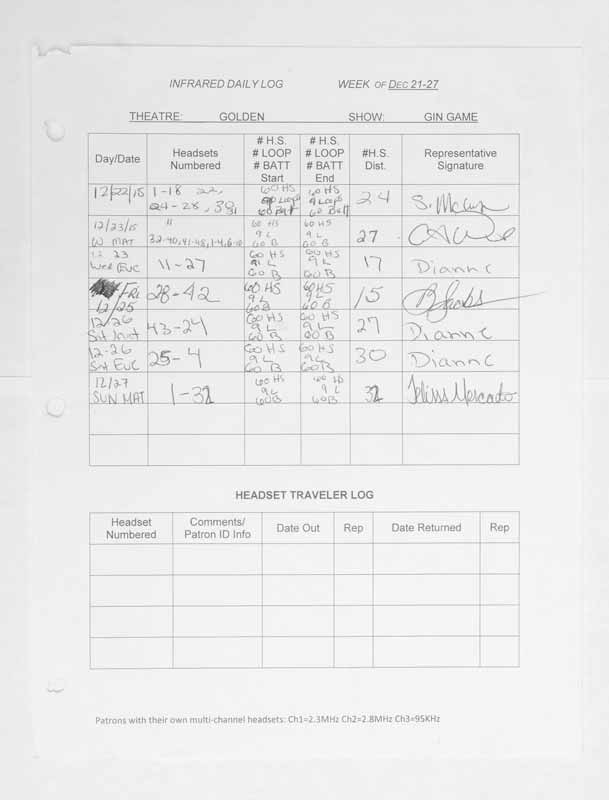 INFRARED DAILY LOG WEEK OF DEC 21-27
THEATRE: GOLDEN SHOW: GIN GAME
Day/Date Headsets Numbered # H.S. # LOOP # BATT Start # H.S. # LOOP # BATT End #H.S. Dist. Representative Signature
12/22/15 1-18 22, 24-28, 60 HS 9 Loops 60 Batt 60 HS 9 Loops 60 Batt 24
12/23/15 W MAT " 32-40, 41-48, 1-4, 6-10 60 HS 9 L 60 B 60 HS 9 L 60 B 27
12 23 Wed EVE 11-27 60 HS 9 L 60 B 60 HS 9 L 60 B 17 Dianne
FRI 12/25 28-42 60 HS 9 L 60 B 60 HS 9 L 60 B 15 B Jacobs
12/26 Sat mat 43-24 60 HS 9 L 60 B 60 HS 9 L 60 B 27 Dianne
12-26 Sat EVE 25-4 60 HS 9 L 60 B 60 HS 9 L 60 B 30 Dianne
12/27 SUN MAT 1-32 60 HS 9 L 60 B 60 HS 9 L 60 B 32 Mercado
HEADSET TRAVELER LOG
Headset Numbered Comments/ Patron ID Info Date Out Rep Date Returned Rep
Patrons with their own multi-channel headsets: Ch1=2.3MHz Ch2=2.8MHz Ch3=95KHz